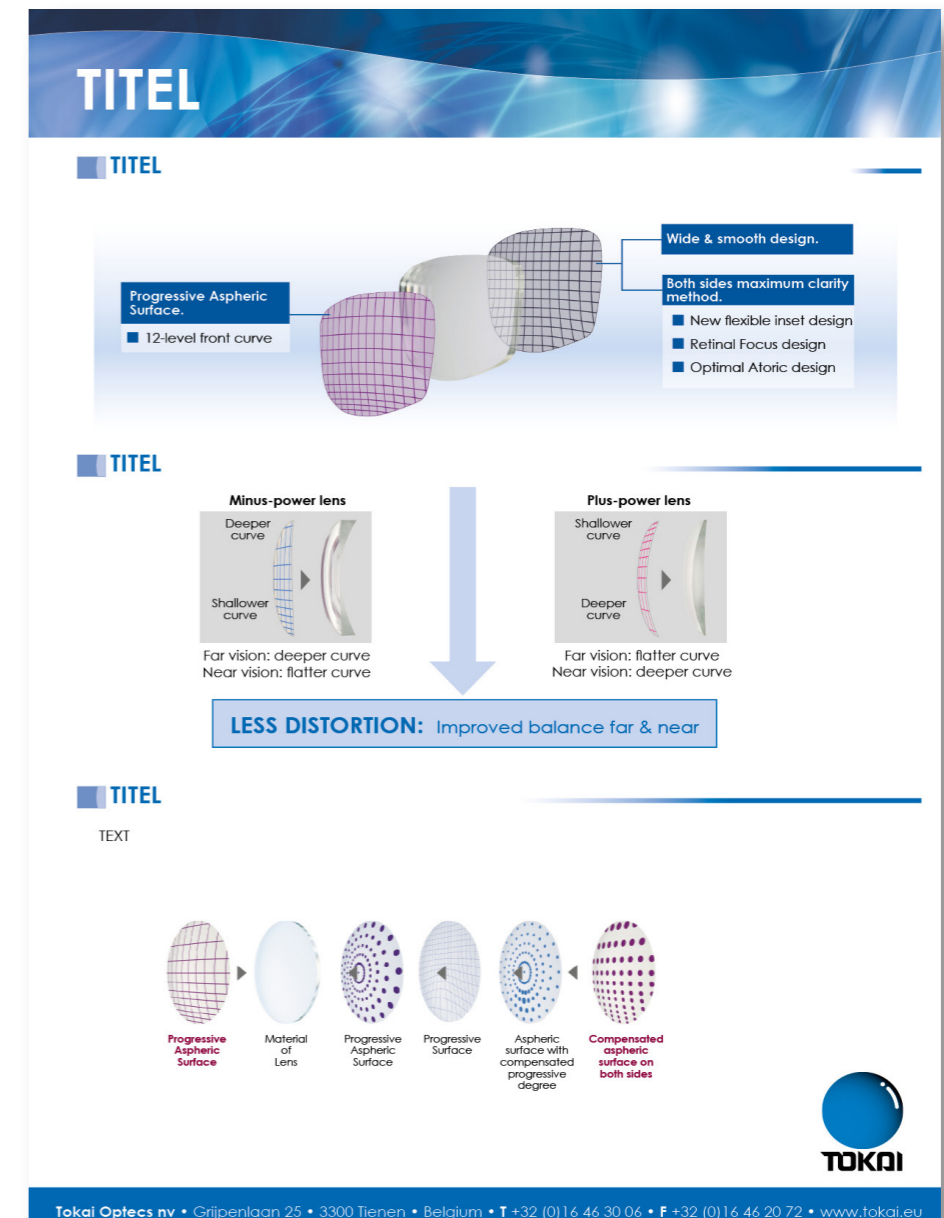 TITEL
TITEL
Progressive Aspheric
Surface.
12-level front curve
Wide & smooth design.
Both sides maximum clarity
method.
New flexible inset design
Retinal Focus design
Optimal Atoric design
TITEL
Minus-power lens
Deeper
curve
Shallower
curve
Far vision: deeper curve
Near vision: flatter curve
Plus-power lens
Shallower
curve
Deeper
curve
Far vision: flatter curve
Near vision: deeper curve
LESS DISTORTION: Improved balance far & near
TITEL
TEXT
Progressive
Aspheric
Surface
Material
of
Lens
Progressive
Aspheric
Surface
Progressive
Surface
Aspheric
surface with
compensated
progressive
degree
Compensated
aspheric
surface on
both sides
TOKAI
Tokai Optecs nv • Grijpenlaan 25 • 3300 Tienen • Belgium • T +32 (0)16 46 30 06 • F +32 (0)16 46 20 72 • www.tokai.eu